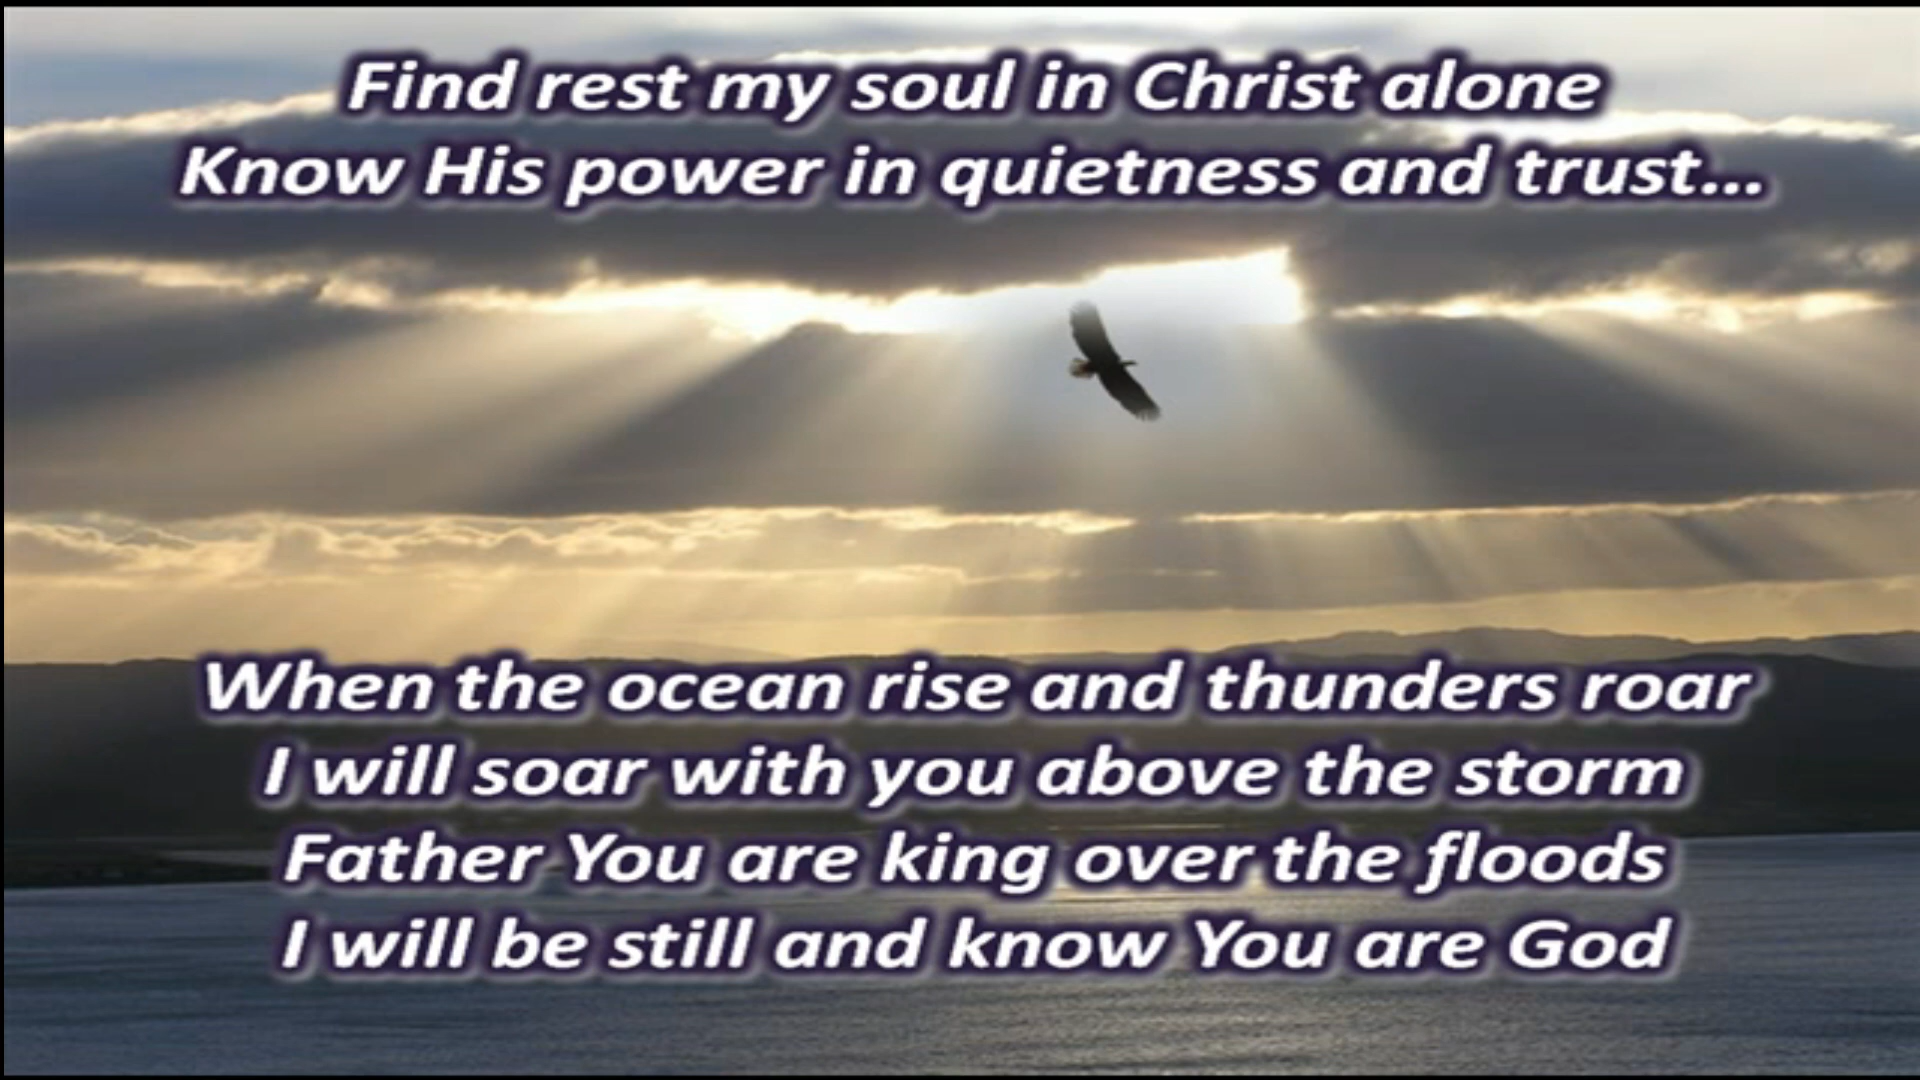 Find rest my soul in Christ alone
Know His power in quietness and trust...
When the ocean rise and thunders roar
I will soar with you above the storm
Father You are king over the floods
I will be still and know You are God